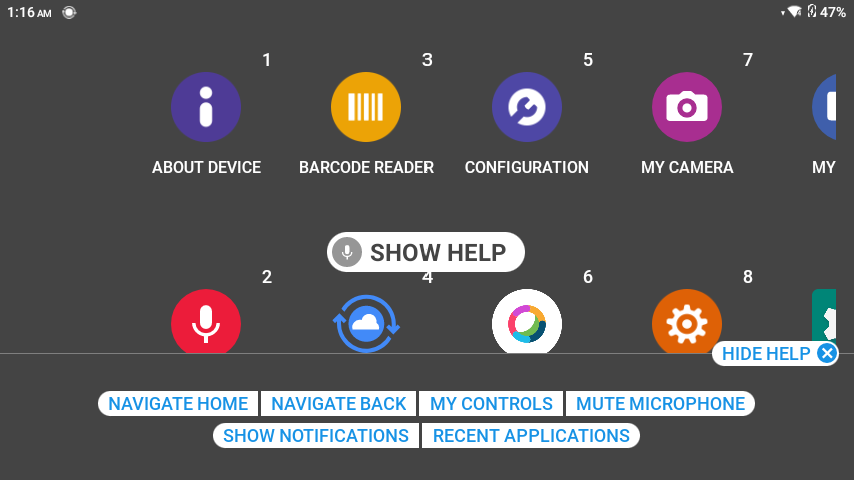 1:16 AM 47%
1 3 5 7
ABOUT DEVICE BARCODE READER CONFIGURATION MY CAMERA MY
SHOW HELP
2 4 6 8
HIDE HELP
NAVIGATE HOME NAVIGATE BACK MY CONTROLS MUTE MICROPHONE
SHOW NOTIFICATIONS RECENT APPLICATIONS